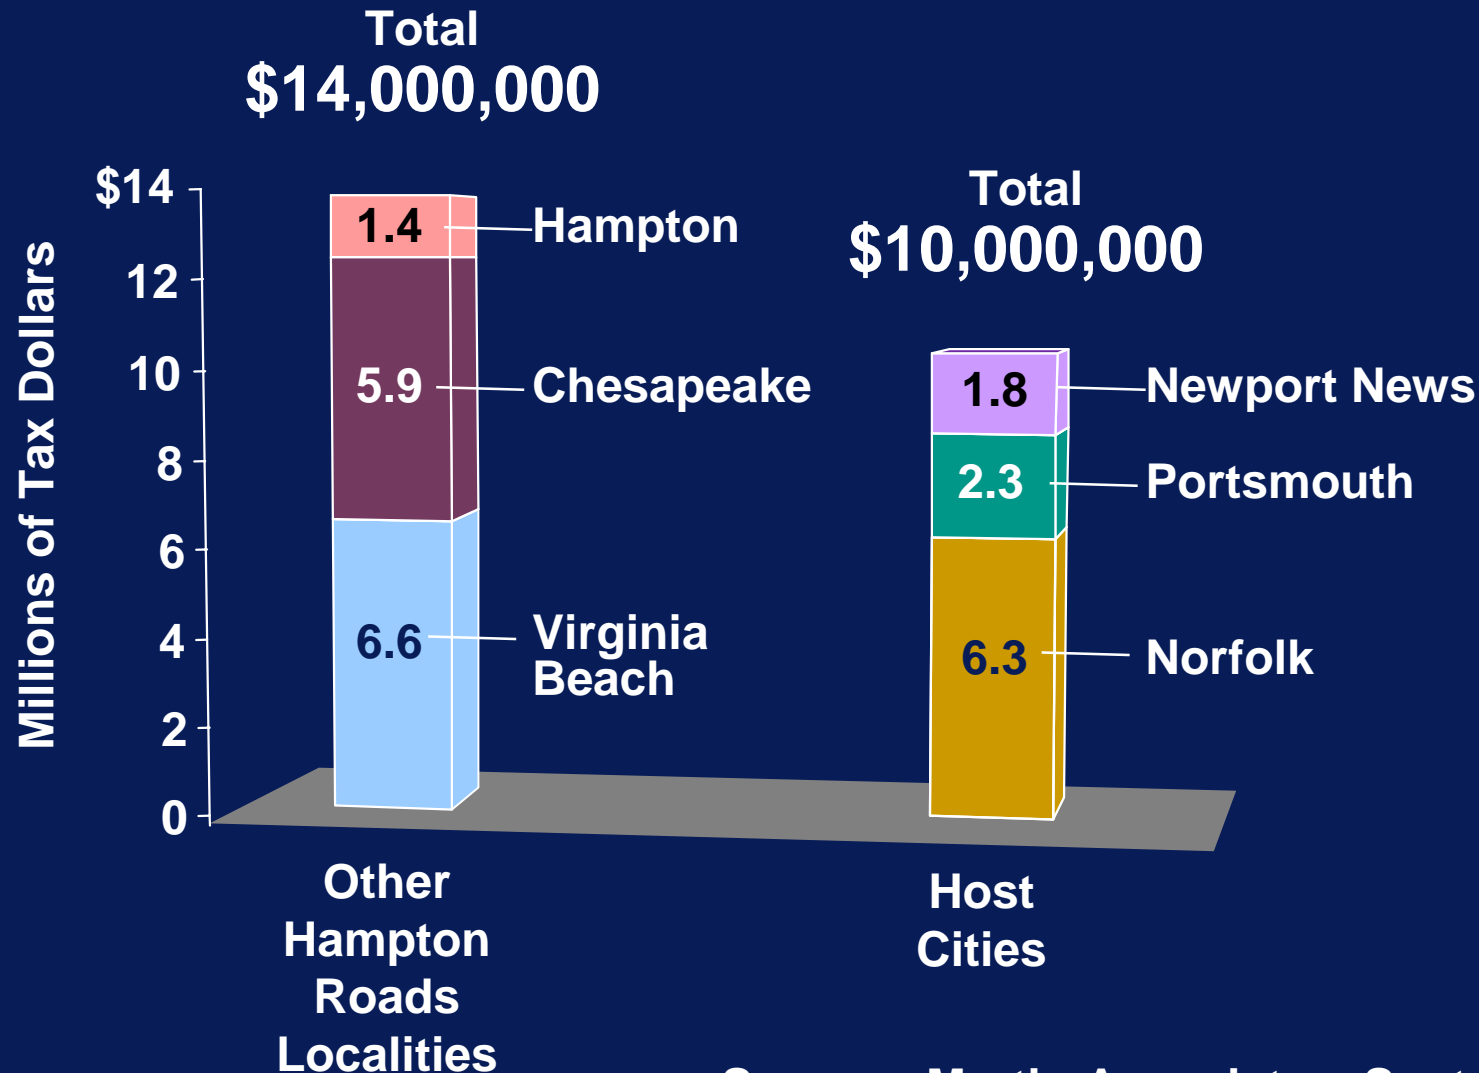 Total
$14,000,000
Total
$10,000,000
Millions of Tax Dollars
$14
12
10
8
6
4
2
0
1.4
Hampton
5.9
Chesapeake
6.6
Virginia
Beach
1.8
Newport News
2.3
Portsmouth
6.3
Norfolk
Other
Hampton
Roads
Localities
Host
Cities